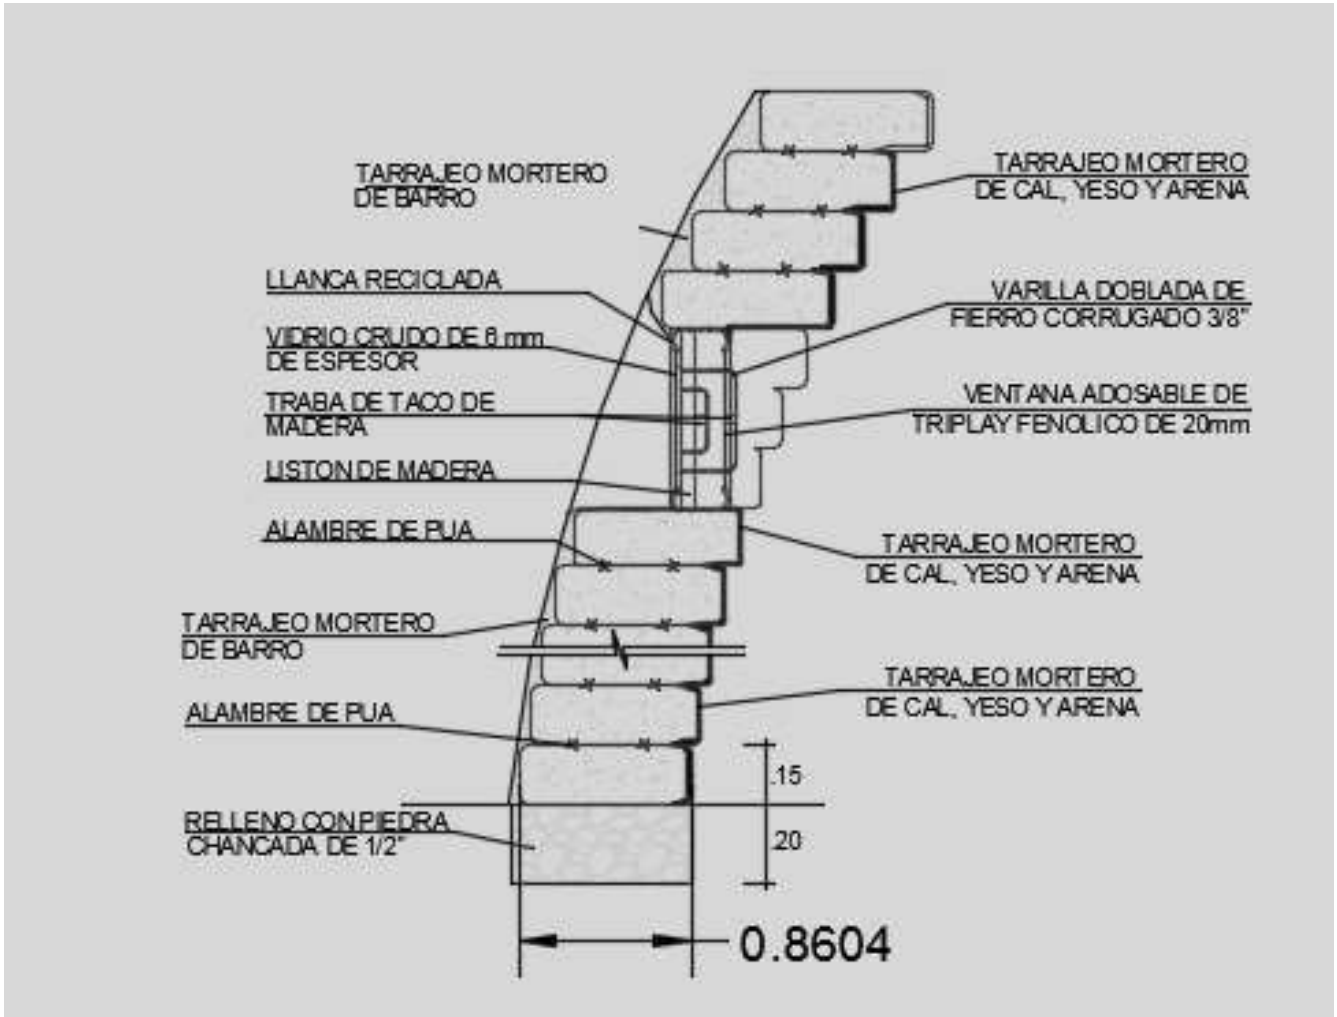 TARRAJEO MORTERO
DE BARRO
TARRAJEO MORTERO
DE CAL, YESO Y ARENA
LLANCA RECICLADA
VARILLA DOBLADA DE
FIERRO CORRUGADO 3/8"
VIDRIO CRUDO DE 6 mm
DE ESPESOR
TRABA DE TACO DE
MADERA
VENTANA ADOSABLE DE
TRIPLAY FENOLICO DE 20mm
LISTON DE MADERA
ALAMBRE DE PUA
TARRAJEO MORTERO
DE CAL, YESO Y ARENA
TARRAJEO MORTERO
DE BARRO
TARRAJEO MORTERO
DE CAL, YESO Y ARENA
ALAMBRE DE PUA
.15
RELLENO CON PIEDRA
CHANCADA DE 1/2"
.20
0.8604